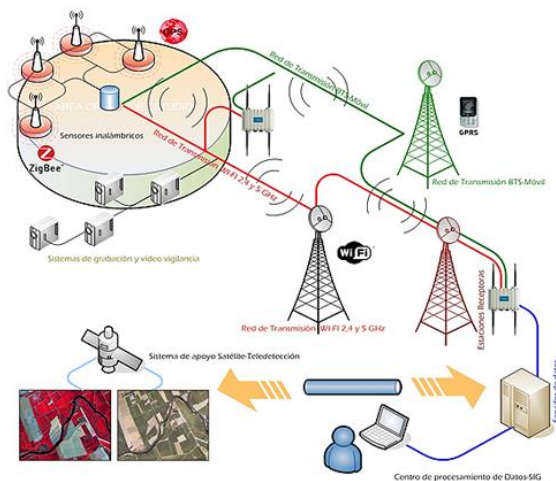 GPS
Red de Transmisión BTS-Móvil
GPRS
Sensores inalámbricos
ZigBee
Red de Transmisión WI-FI 2,4 y 5 GHz
Red de Transmisión BTS-Móvil
Sistemas de grabación y video vigilancia
WiFi
Red de Transmisión WI-FI 2,4 y 5 GHz
Estaciones Receptoras
Sistema de apoyo Satélite-Teledetección
Centro de procesamiento de Datos-SIG